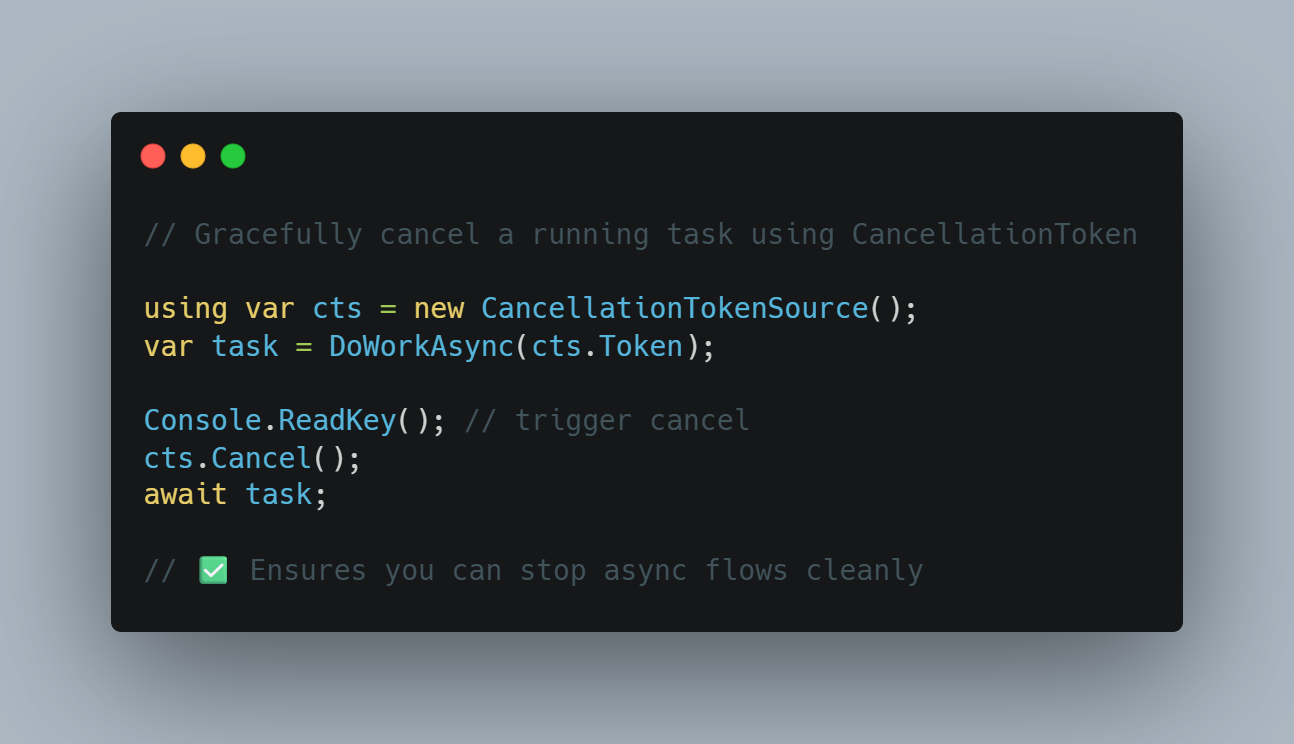 // Gracefully cancel a running task using CancellationToken
using var cts = new CancellationTokenSource();
var task = DoWorkAsync(cts.Token);
Console.ReadKey(); // trigger cancel
cts.Cancel();
await task;
// ✅ Ensures you can stop async flows cleanly